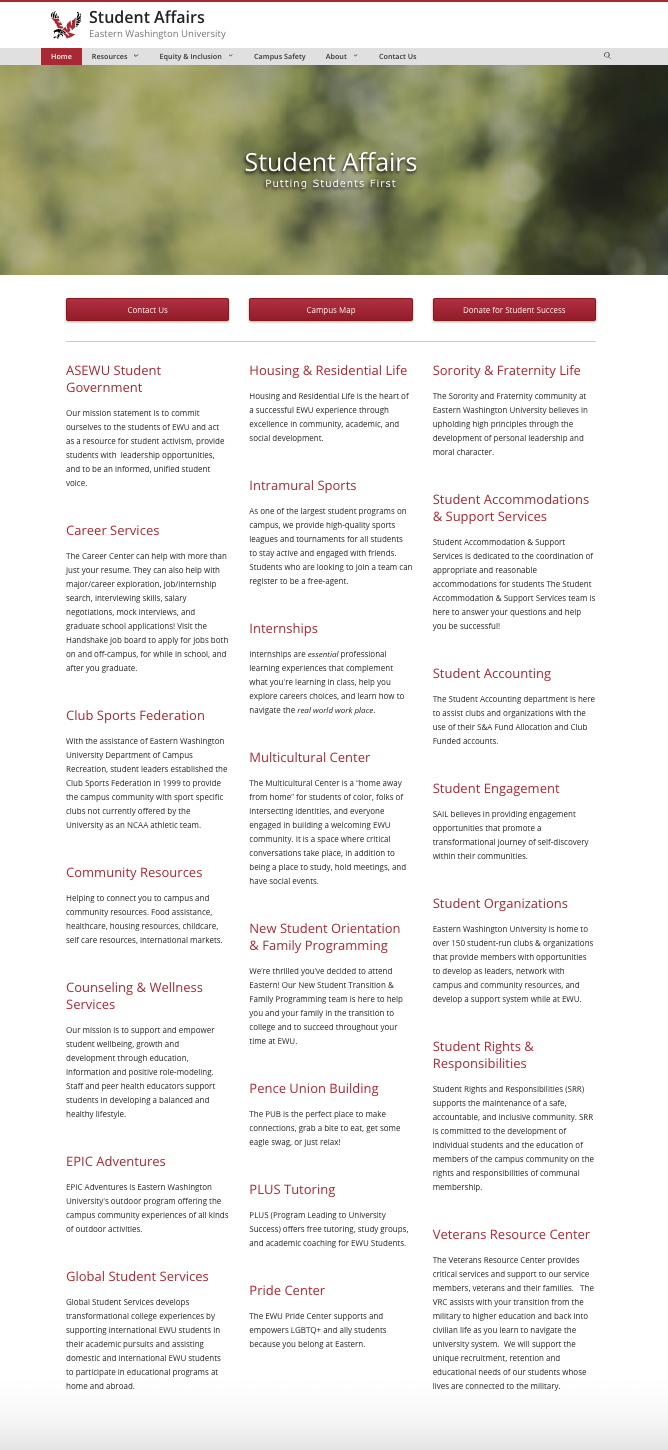 Student Affairs
Eastern Washington University
Home
Resources
Equity & Inclusion
Campus Safety
About
Contact Us
Student Affairs
Putting Students First
Contact Us
Campus Map
Donate for Student Success
ASEWU Student
Government
Our mission statement is to commit
ourselves to the students of EWU and act
as a resource for student activism, provide
students with  leadership opportunities,
and to be an informed, unified student
voice.
Career Services
The Career Center can help with more than
just your resume. They can also help with
major/career exploration, job/internship
search, interviewing skills, salary
negotiations, mock interviews, and
graduate school applications! Visit the
Handshake job board to apply for jobs both
on and off-campus, for while in school, and
after you graduate.
Club Sports Federation
With the assistance of Eastern Washington
University Department of Campus
Recreation, student leaders established the
Club Sports Federation in 1999 to provide
the campus community with sport specific
clubs not currently offered by the
University as an NCAA athletic team.
Community Resources
Helping to connect you to campus and
community resources. Food assistance,
healthcare, housing resources, childcare,
self care resources, international markets.
Counseling & Wellness
Services
Our mission is to support and empower
student wellbeing, growth and
development through education,
information and positive role-modeling.
Staff and peer health educators support
students in developing a balanced and
healthy lifestyle.
EPIC Adventures
EPIC Adventures is Eastern Washington
University's outdoor program offering the
campus community experiences of all kinds
of outdoor activities.
Global Student Services
Global Student Services develops
transformational college experiences by
supporting international EWU students in
their academic pursuits and assisting
domestic and international EWU students
to participate in educational programs at
home and abroad.
Housing & Residential Life
Housing and Residential Life is the heart of
a successful EWU experience through
excellence in community, academic, and
social development.
Intramural Sports
As one of the largest student programs on
campus, we provide high-quality sports
leagues and tournaments for all students
to stay active and engaged with friends.
Students who are looking to join a team can
register to be a free-agent.
Internships
Internships are essential professional
learning experiences that complement
what you're learning in class, help you
explore careers choices, and learn how to
navigate the real world work place.
Multicultural Center
The Multicultural Center is a "home away
from home" for students of color, folks of
intersecting identities, and everyone
engaged in building a welcoming EWU
community. It is a space where critical
conversations take place, in addition to
being a place to study, hold meetings, and
have social events.
New Student Orientation
& Family Programming
We're thrilled you've decided to attend
Eastern! Our New Student Transition &
Family Programming team is here to help
you and your family in the transition to
college and to succeed throughout your
time at EWU.
Pence Union Building
The PUB is the perfect place to make
connections, grab a bite to eat, get some
eagle swag, or just relax!
PLUS Tutoring
PLUS (Program Leading to University
Success) offers free tutoring, study groups,
and academic coaching for EWU Students.
Pride Center
The EWU Pride Center supports and
empowers LGBTQ+ and ally students
because you belong at Eastern.
Sorority & Fraternity Life
The Sorority and Fraternity community at
Eastern Washington University believes in
upholding high principles through the
development of personal leadership and
moral character.
Student Accommodations
& Support Services
Student Accommodation & Support
Services is dedicated to the coordination of
appropriate and reasonable
accommodations for students The Student
Accommodation & Support Services team is
here to answer your questions and help
you be successful!
Student Accounting
The Student Accounting department is here
to assist clubs and organizations with the
use of their S&A Fund Allocation and Club
Funded accounts.
Student Engagement
SAIL believes in providing engagement
opportunities that promote a
transformational journey of self-discovery
within their communities.
Student Organizations
Eastern Washington University is home to
over 150 student-run clubs & organizations
that provide members with opportunities
to develop as leaders, network with
campus and community resources, and
develop a support system while at EWU.
Student Rights &
Responsibilities
Student Rights and Responsibilities (SRR)
supports the maintenance of a safe,
accountable, and inclusive community. SRR
is committed to the development of
individual students and the education of
members of the campus community on the
rights and responsibilities of communal
membership.
Veterans Resource Center
The Veterans Resource Center provides
critical services and support to our service
members, veterans and their families.   The
VRC assists with your transition from the
military to higher education and back into
civilian life as you learn to navigate the
university system.  We will support the
unique recruitment, retention and
educational needs of our students whose
lives are connected to the military.